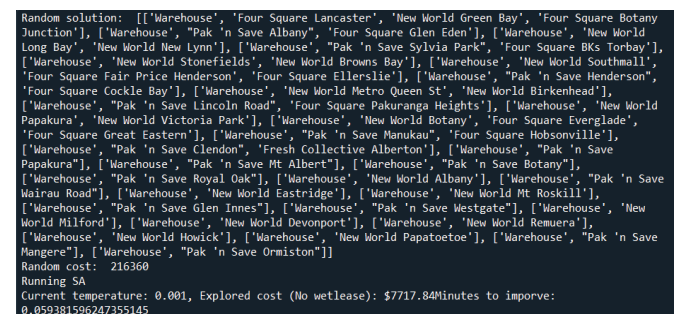 Random solution:  [['Warehouse', 'Four Square Lancaster', 'New World Green Bay', 'Four Square Botany
Junction'], ['Warehouse', "Pak 'n Save Albany", 'Four Square Glen Eden'], ['Warehouse', 'New World
Long Bay', 'New World New Lynn'], ['Warehouse', "Pak 'n Save Sylvia Park", 'Four Square BKs Torbay'],
['Warehouse', 'New World Stonefields', 'New World Browns Bay'], ['Warehouse', 'New World Southmall',
'Four Square Fair Price Henderson', 'Four Square Ellerslie'], ['Warehouse', "Pak 'n Save Henderson",
'Four Square Cockle Bay'], ['Warehouse', 'New World Metro Queen St', 'New World Birkenhead'],
['Warehouse', "Pak 'n Save Lincoln Road", 'Four Square Pakuranga Heights'], ['Warehouse', 'New World
Papakura', 'New World Victoria Park'], ['Warehouse', 'New World Botany', 'Four Square Everglade',
'Four Square Great Eastern'], ['Warehouse', "Pak 'n Save Manukau", 'Four Square Hobsonville'],
['Warehouse', "Pak 'n Save Clendon", 'Fresh Collective Alberton'], ['Warehouse', "Pak 'n Save
Papakura"], ['Warehouse', "Pak 'n Save Mt Albert"], ['Warehouse', "Pak 'n Save Botany"],
['Warehouse', "Pak 'n Save Royal Oak"], ['Warehouse', 'New World Albany'], ['Warehouse', "Pak 'n Save
Wairau Road"], ['Warehouse', 'New World Eastridge'], ['Warehouse', 'New World Mt Roskill'],
['Warehouse', "Pak 'n Save Glen Innes"], ['Warehouse', "Pak 'n Save Westgate"], ['Warehouse', 'New
World Milford'], ['Warehouse', 'New World Devonport'], ['Warehouse', 'New World Remuera'],
['Warehouse', 'New World Howick'], ['Warehouse', 'New World Papatoetoe'], ['Warehouse', "Pak 'n Save
Mangere"], ['Warehouse', "Pak 'n Save Ormiston"]]
Random cost:  216360
Running SA
Current temperature: 0.001, Explored cost (No wetlease): $7717.84Minutes to imporve:
0.059381596247355145